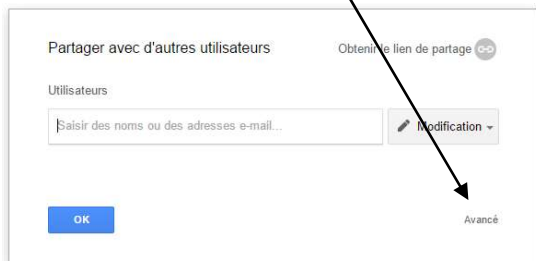 Partager avec d'autres utilisateurs
Obtenir le lien de partage
Utilisateurs
Saisir des noms ou des adresses e-mail...
Modification
OK
Avancé